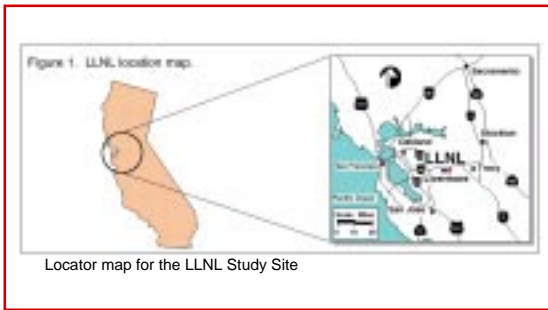 Figure 1. LLNL location map.
Sacramento
Stockton
Oakland
San Francisco
LLNL
Livermore
Tracy
Pacific Ocean
San Jose
Locator map for the LLNL Study Site